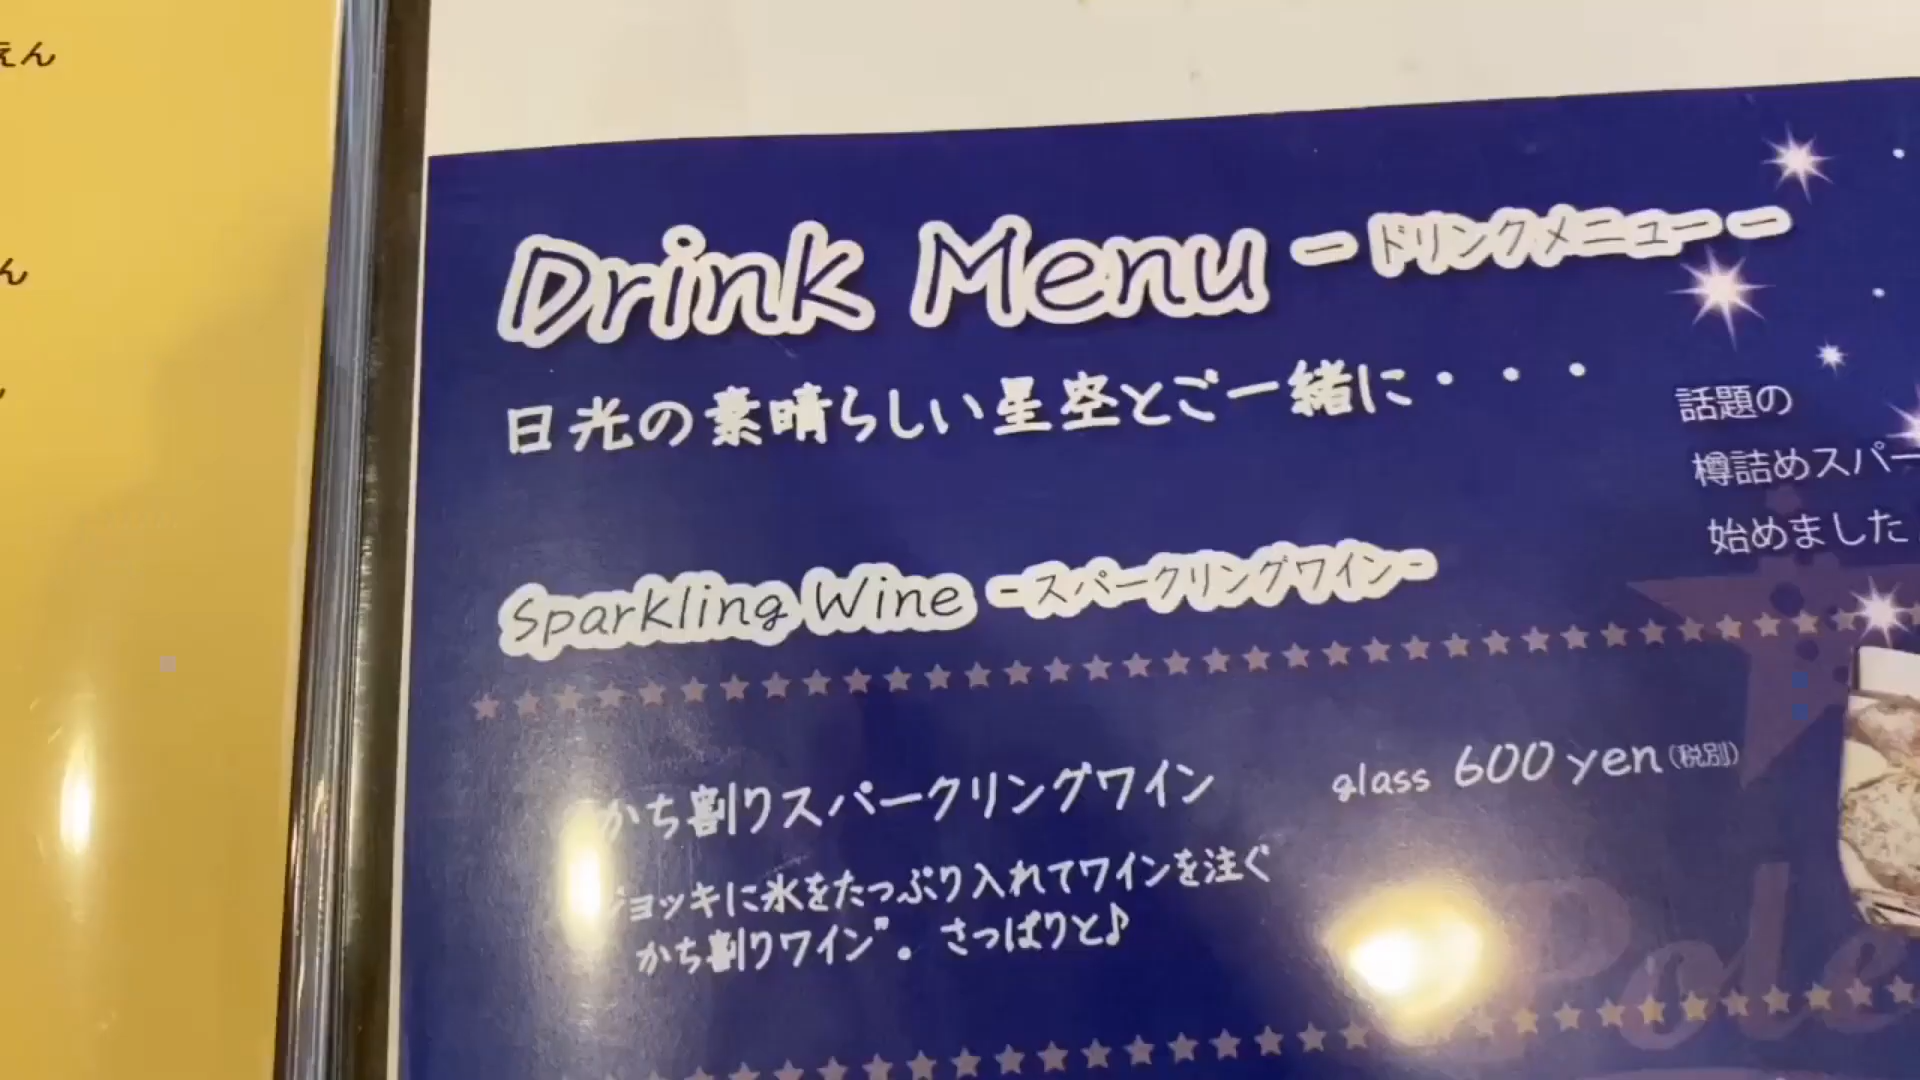 えん
ん
Drink Menu -ドリンクメニュー-
日光の素晴らしい星空とご一緒に・・・
話題の
樽詰めスパー
始めました
Sparkling Wine -スパークリングワイン-
かち割りスパークリングワイン glass 600 yen(税別)
ジョッキに氷をたっぷり入れてワインを注ぐ
かち割りワイン”。さっぱりと♪
Pole